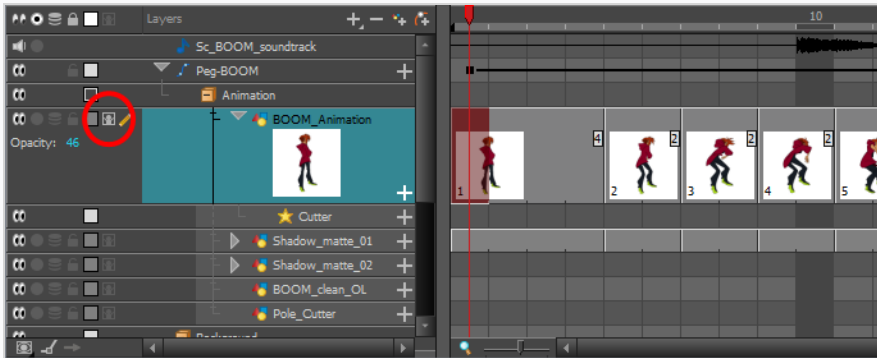 Layers
10
Sc_BOOM_soundtrack
Peg-BOOM
Animation
BOOM_Animation
Opacity: 46
4 2 2 2
1 2 3 4 5
Cutter
Shadow_matte_01
Shadow_matte_02
BOOM_clean_OL
Pole_Cutter
Background